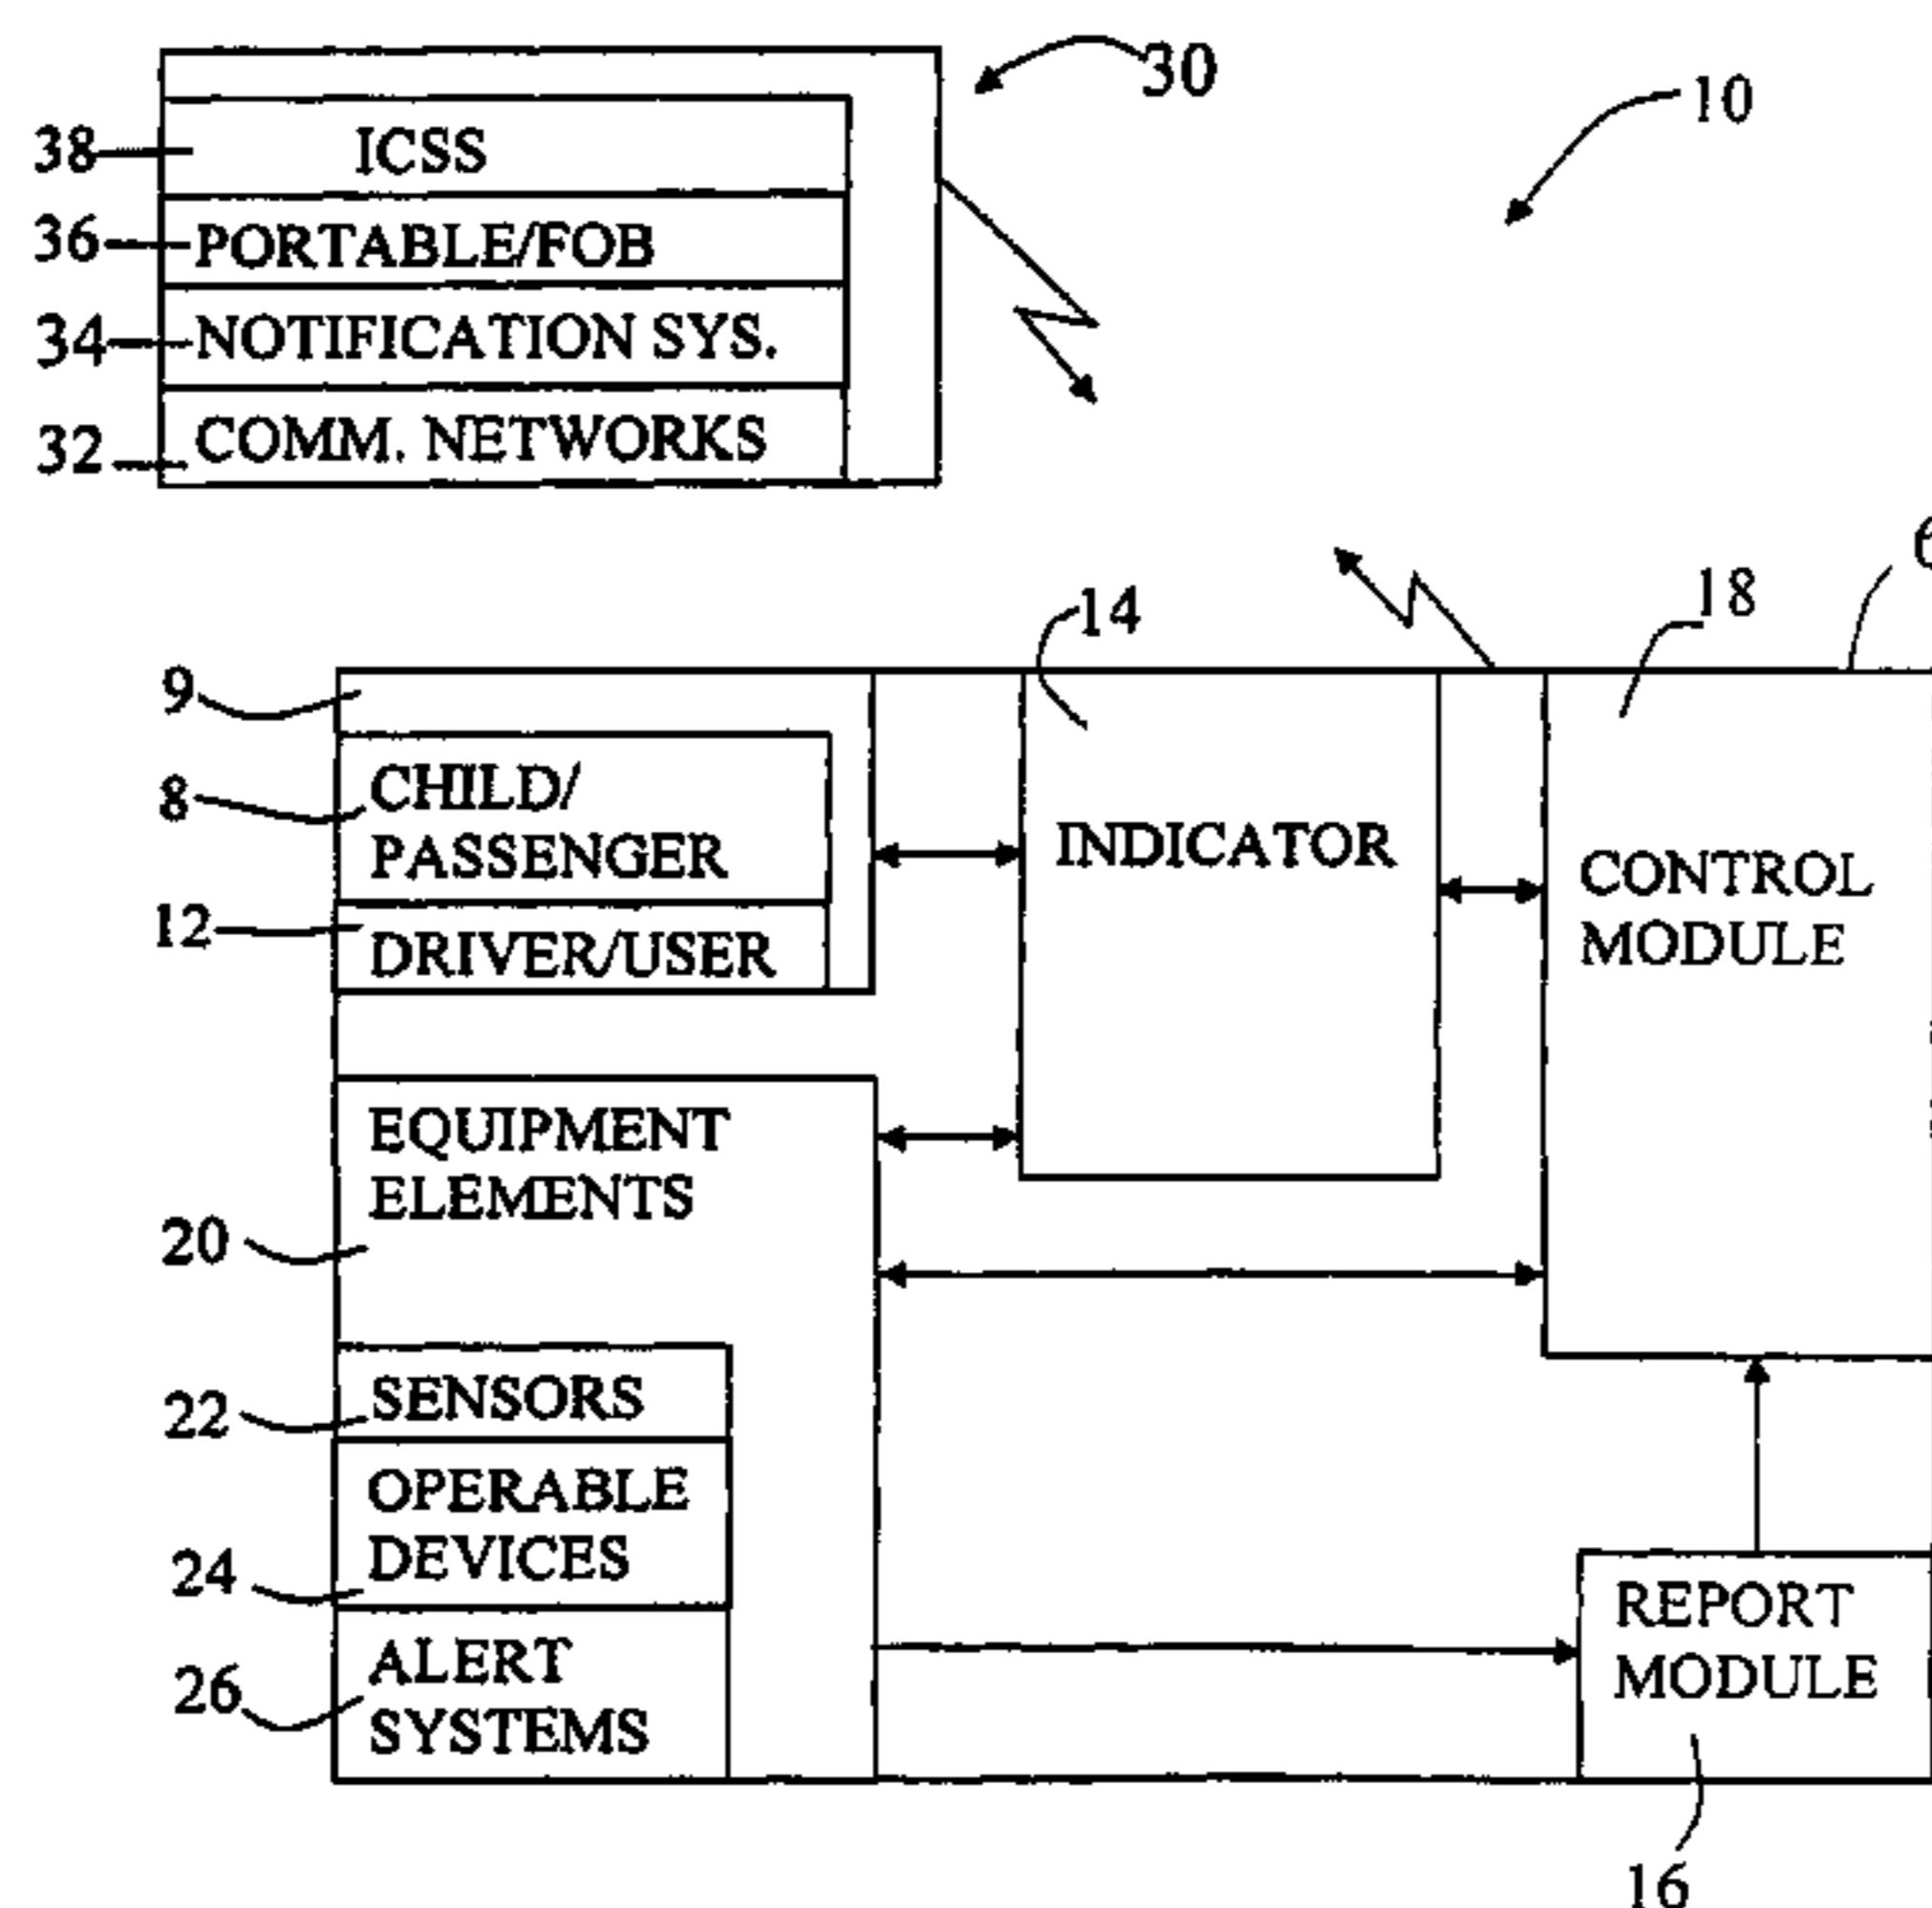 30
10
38 ICSS
36 PORTABLE/FOB
34 NOTIFICATION SYS.
32 COMM. NETWORKS
14
18
9
8 CHILD/
PASSENGER
12 DRIVER/USER
INDICATOR
CONTROL
MODULE
EQUIPMENT
ELEMENTS
20
22 SENSORS
OPERABLE
24 DEVICES
26 ALERT
SYSTEMS
REPORT
MODULE
16